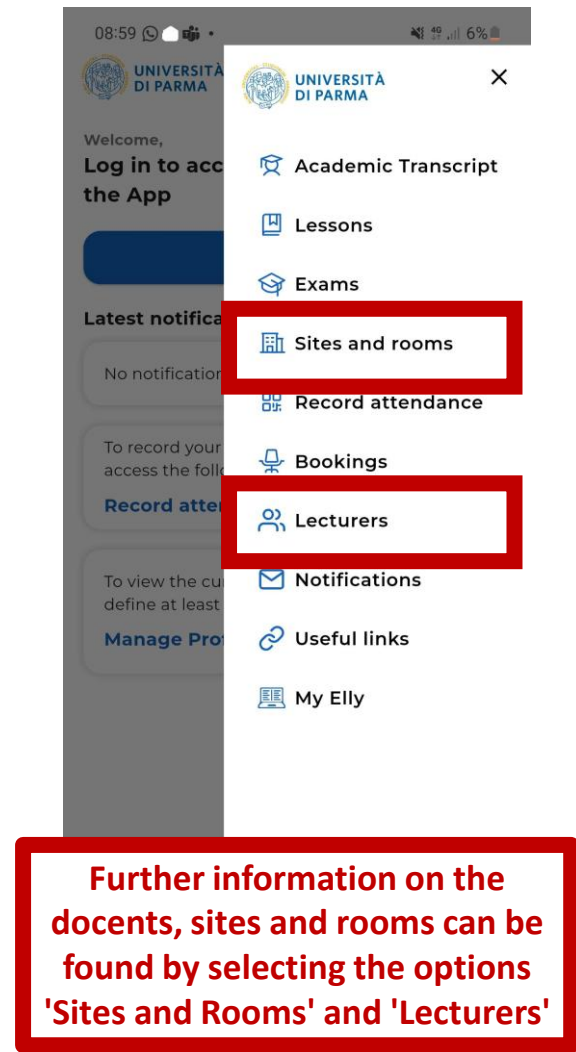 08:59
4G 6%
UNIVERSITÀ
DI PARMA
UNIVERSITÀ
DI PARMA
Welcome,
Log in to acc
the App
Latest notifica
No notification
To record your
access the foll
Record atte
To view the cu
define at least
Manage Prof
Academic Transcript
Lessons
Exams
Sites and rooms
Record attendance
Bookings
Lecturers
Notifications
Useful links
My Elly
Further information on the
docents, sites and rooms can be
found by selecting the options
'Sites and Rooms' and 'Lecturers'